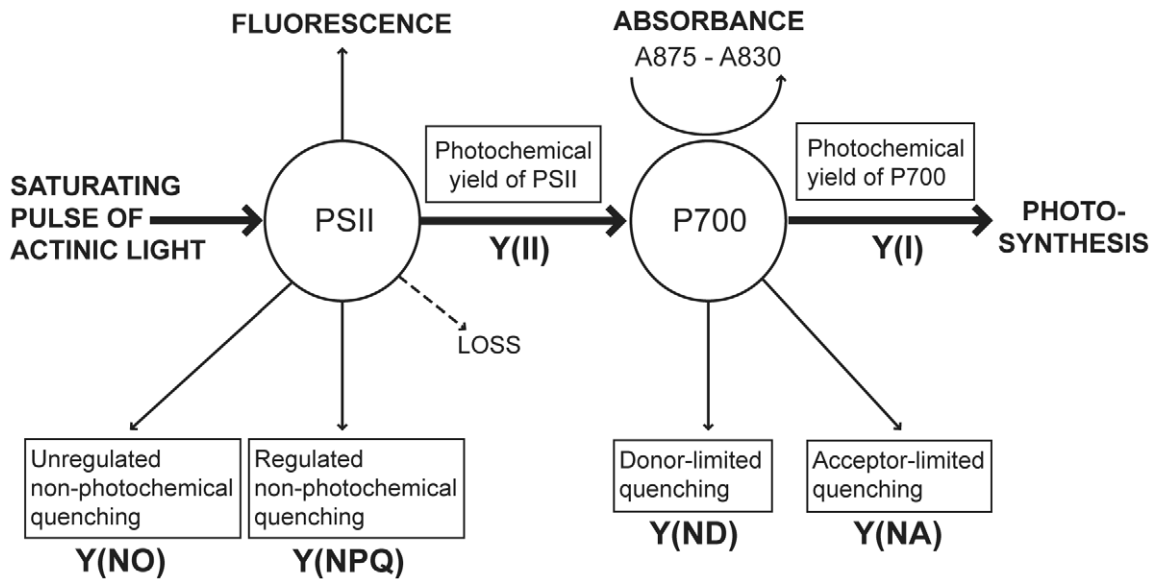 FLUORESCENCE
ABSORBANCE
A875 - A830
Photochemical
yield of PSII
Photochemical
yield of P700
SATURATING
PULSE OF
ACTINIC LIGHT
PSII
Y(II)
P700
Y(I)
PHOTO-
SYNTHESIS
LOSS
Unregulated
non-photochemical
quenching
Y(NO)
Regulated
non-photochemical
quenching
Y(NPQ)
Donor-limited
quenching
Y(ND)
Acceptor-limited
quenching
Y(NA)